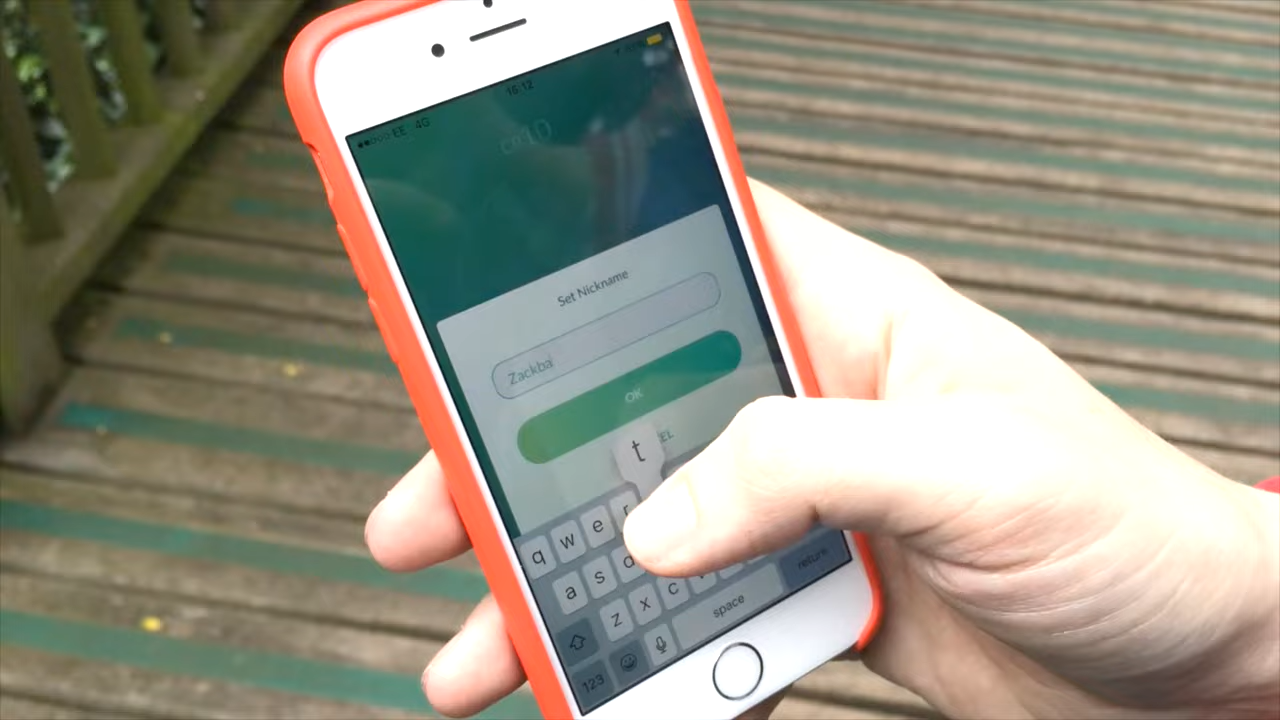 ●●○○○ EE 4G 16:12
Set Nickname
Zackba
OK
t
q w e r
a s d
z x c
space return
123